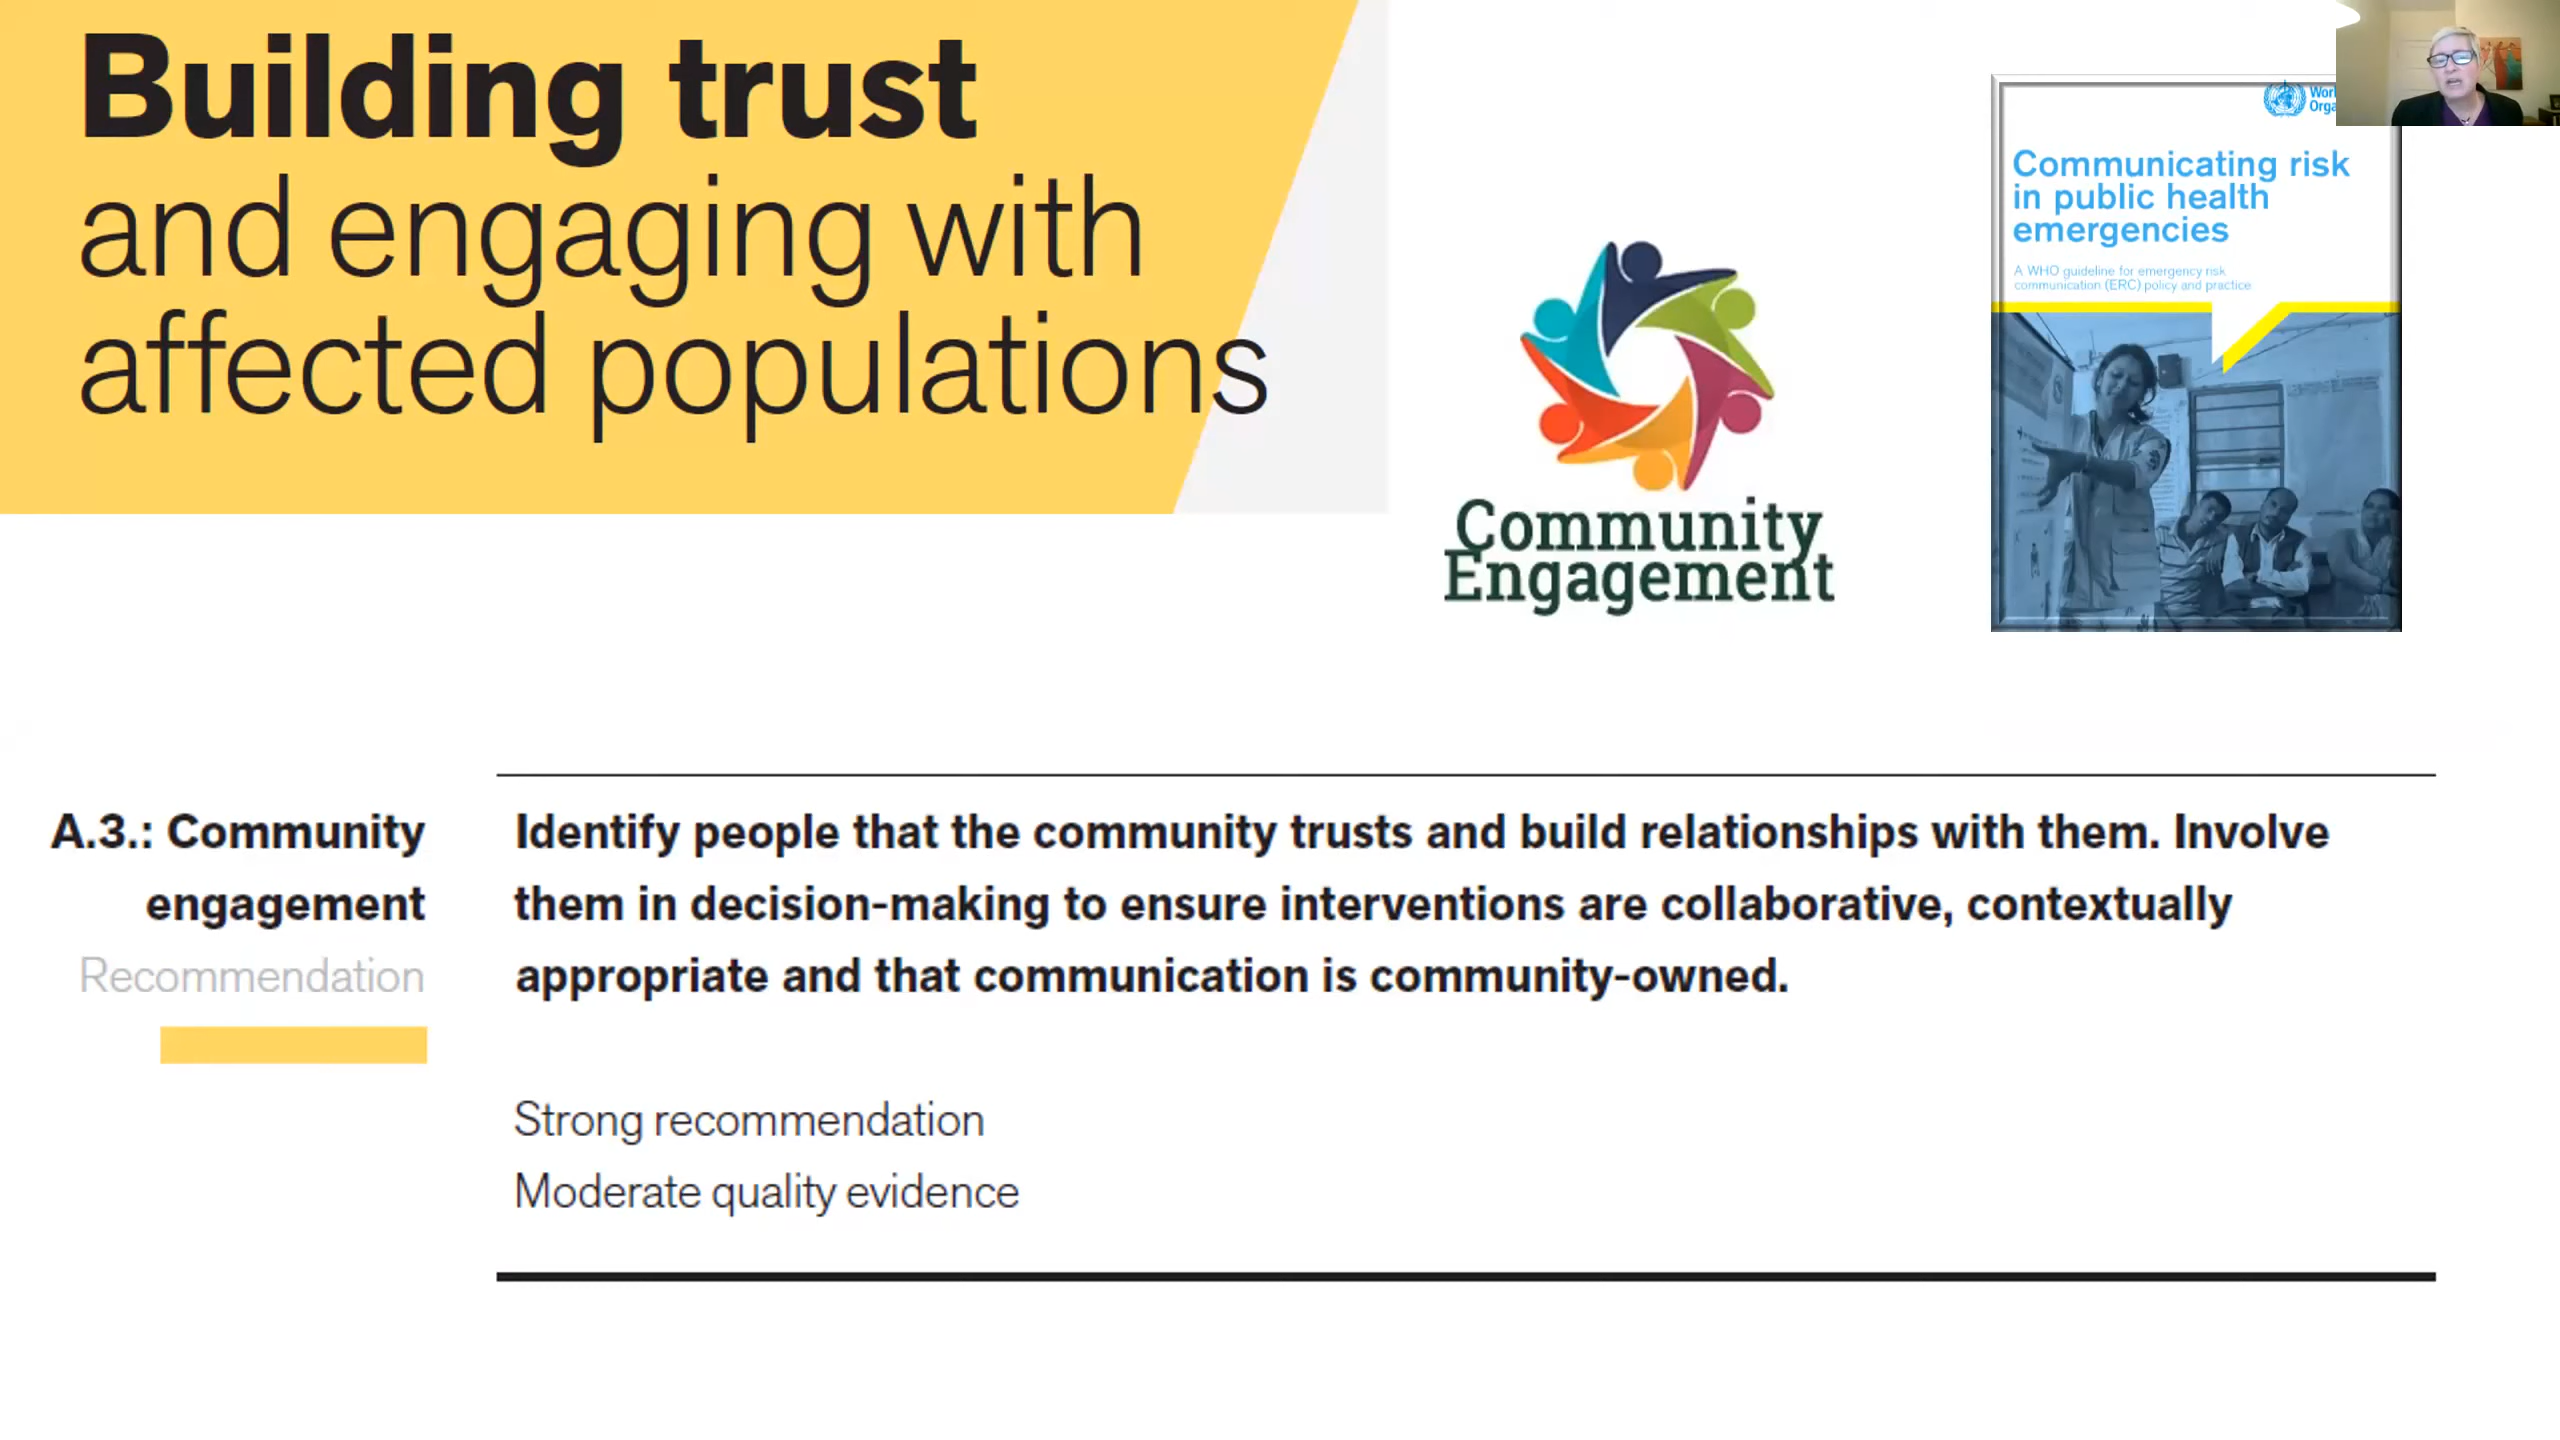 Building trust
and engaging with
affected populations
Community
Engagement
Communicating risk
in public health
emergencies
A WHO guideline for emergency risk
communication (ERC) policy and practice
A.3.: Community
engagement
Recommendation
Identify people that the community trusts and build relationships with them. Involve
them in decision-making to ensure interventions are collaborative, contextually
appropriate and that communication is community-owned.
Strong recommendation
Moderate quality evidence